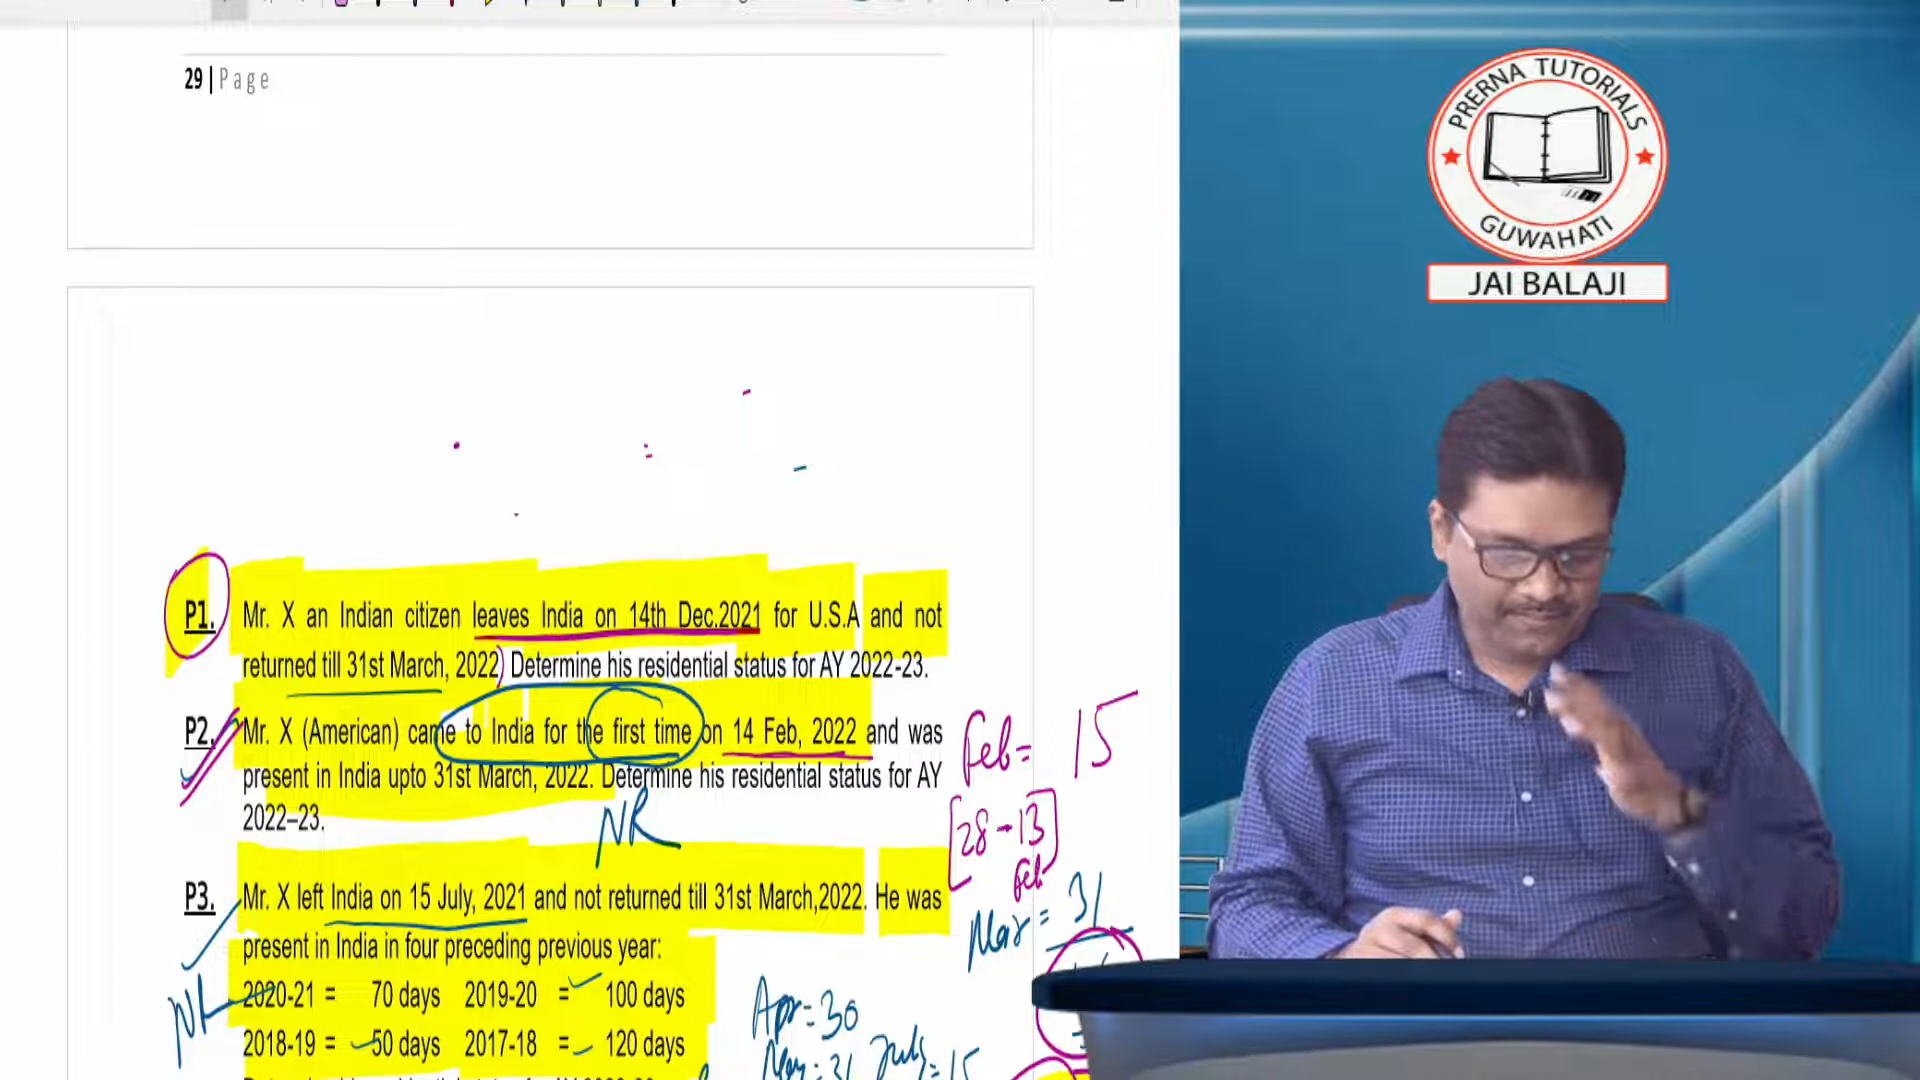 29 | Page
P1. Mr. X an Indian citizen leaves India on 14th Dec.2021 for U.S.A and not
returned till 31st March, 2022) Determine his residential status for AY 2022-23.
P2. Mr. X (American) came to India for the first time on 14 Feb, 2022 and was
present in India upto 31st March, 2022. Determine his residential status for AY
2022–23.
NR
Feb = 15
[28 - 13]
Feb
Mar = 31
P3. Mr. X left India on 15 July, 2021 and not returned till 31st March,2022. He was
present in India in four preceding previous year:
NR
2020-21 = 70 days 2019-20 = 100 days
2018-19 = 50 days 2017-18 = 120 days
Apr = 30
May = 31 July = 15
PRERNA TUTORIALS
GUWAHATI
JAI BALAJI